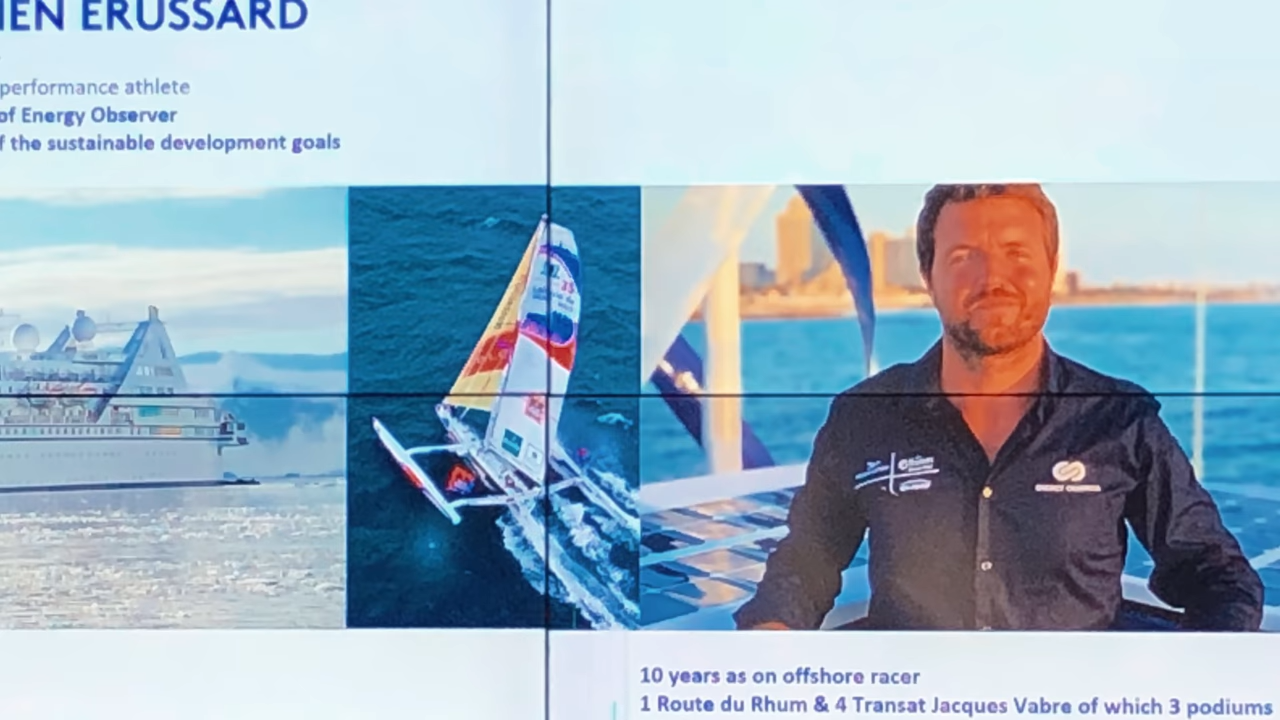 IEN ERUSSARD
performance athlete
of Energy Observer
f the sustainable development goals
10 years as on offshore racer
1 Route du Rhum & 4 Transat Jacques Vabre of which 3 podiums